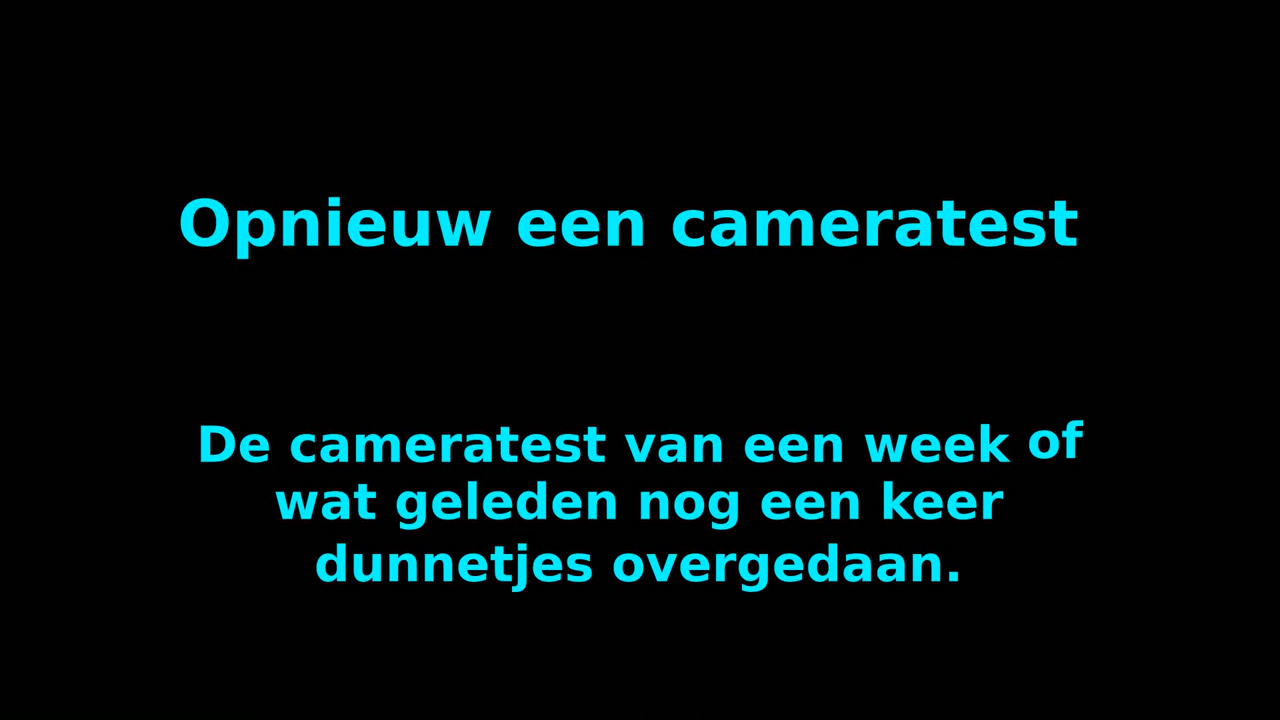 Opnieuw een cameratest
De cameratest van een week of
wat geleden nog een keer
dunnetjes overgedaan.